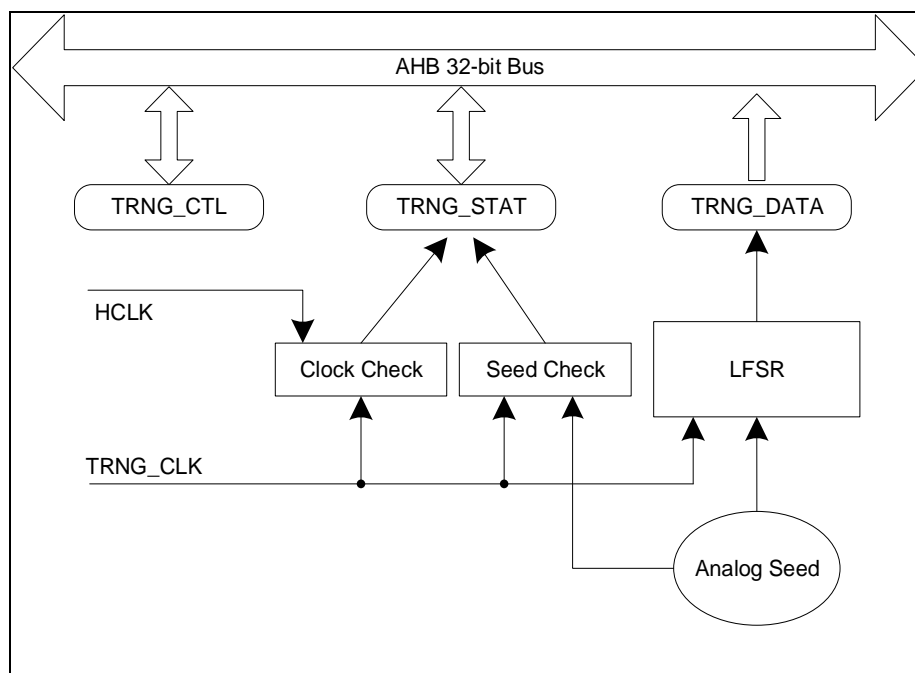 AHB 32-bit Bus
TRNG_CTL
TRNG_STAT
TRNG_DATA
HCLK
Clock Check
Seed Check
LFSR
TRNG_CLK
Analog Seed